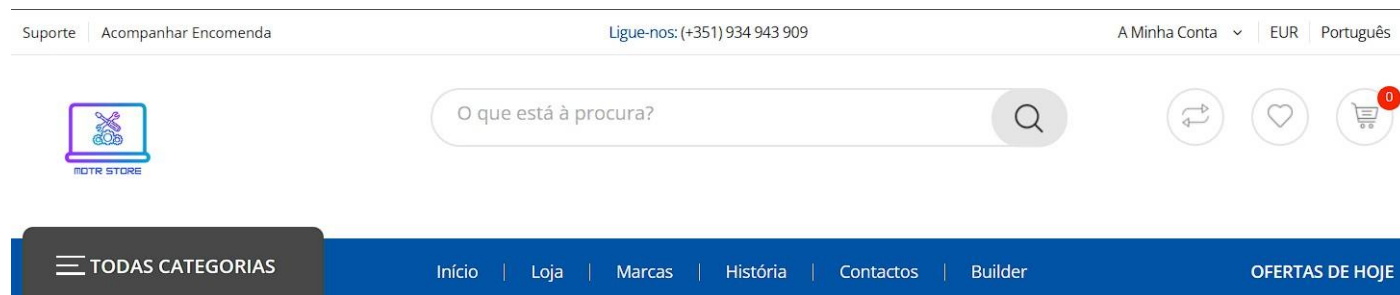 Suporte Acompanhar Encomenda Ligue-nos: (+351) 934 943 909 A Minha Conta EUR Português
O que está à procura?
0
MDTR STORE
TODAS CATEGORIAS Início | Loja | Marcas | História | Contactos | Builder OFERTAS DE HOJE